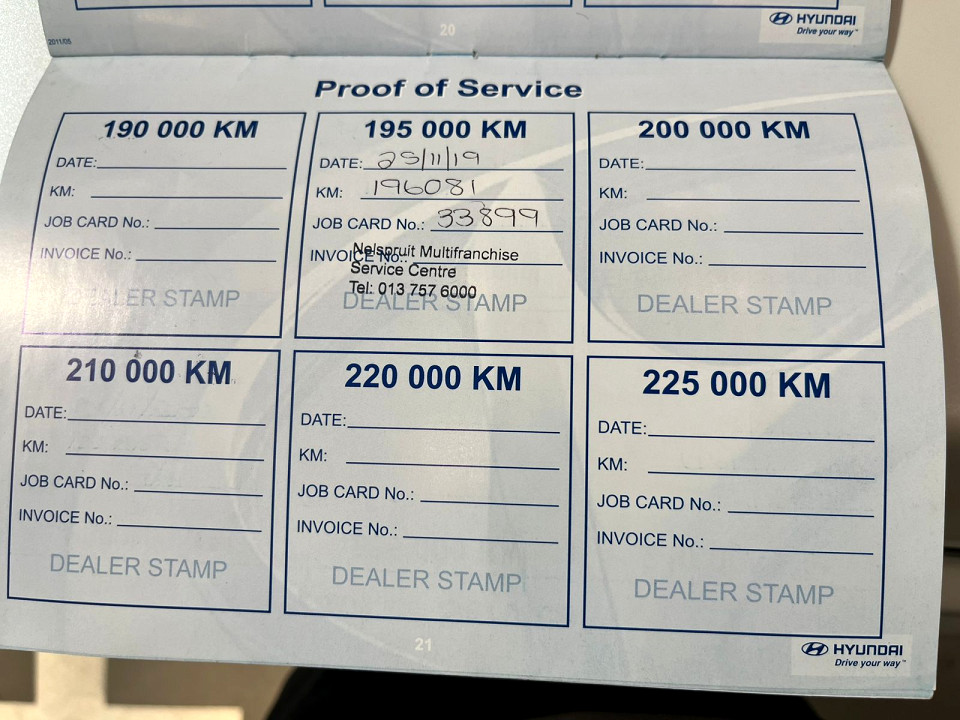 20
HYUNDAI
Drive your way™
2011/05
Proof of Service
190 000 KM
DATE:
KM:
JOB CARD No.:
INVOICE No.:
DEALER STAMP
195 000 KM
DATE: 25/11/19
KM: 196081
JOB CARD No.: 33899
INVOICE No.:
Nelspruit Multifranchise
Service Centre
Tel: 013 757 6000
DEALER STAMP
200 000 KM
DATE:
KM:
JOB CARD No.:
INVOICE No.:
DEALER STAMP
210 000 KM
DATE:
KM:
JOB CARD No.:
INVOICE No.:
DEALER STAMP
220 000 KM
DATE:
KM:
JOB CARD No.:
INVOICE No.:
DEALER STAMP
225 000 KM
DATE:
KM:
JOB CARD No.:
INVOICE No.:
DEALER STAMP
21
HYUNDAI
Drive your way™